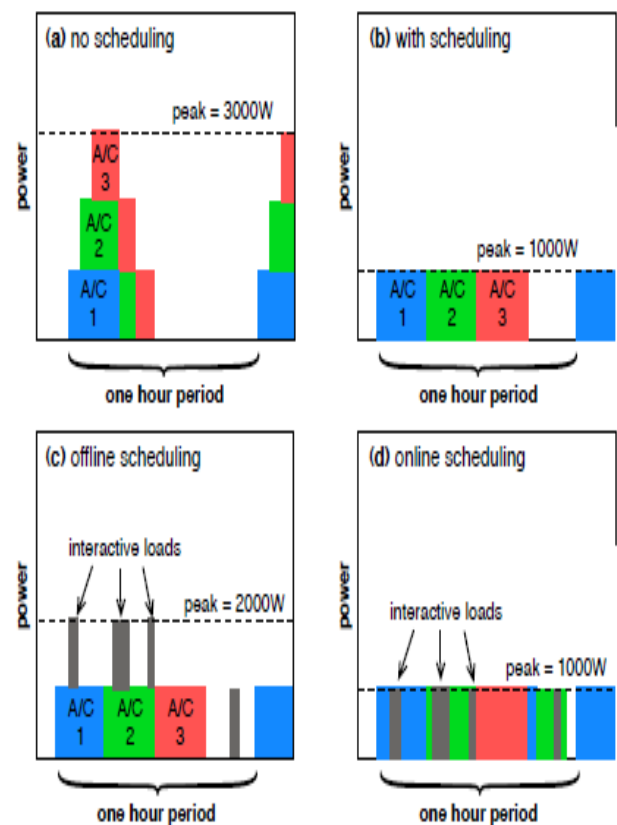 (a) no scheduling
peak = 3000W
A/C
3
A/C
2
A/C
1
power
one hour period
(b) with scheduling
peak = 1000W
A/C
1
A/C
2
A/C
3
power
one hour period
(c) offline scheduling
interactive loads
peak = 2000W
A/C
1
A/C
2
A/C
3
power
one hour period
(d) online scheduling
interactive loads
peak = 1000W
power
one hour period